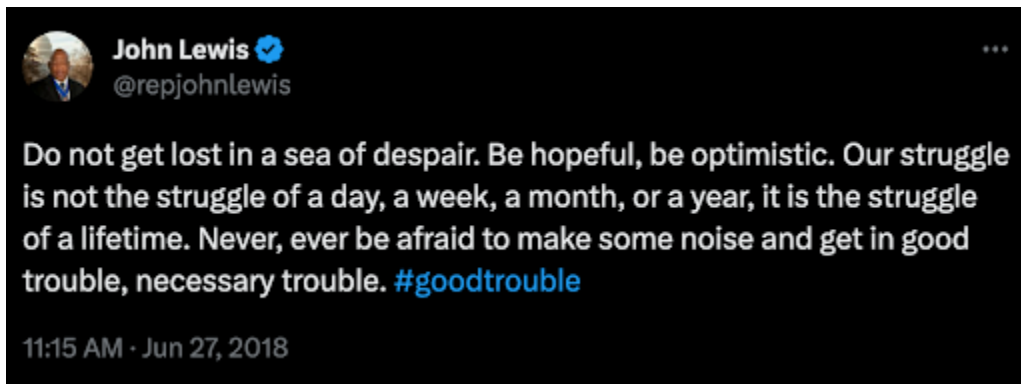 John Lewis
@repjohnlewis
Do not get lost in a sea of despair. Be hopeful, be optimistic. Our struggle
is not the struggle of a day, a week, a month, or a year, it is the struggle
of a lifetime. Never, ever be afraid to make some noise and get in good
trouble, necessary trouble. #goodtrouble
11:15 AM · Jun 27, 2018